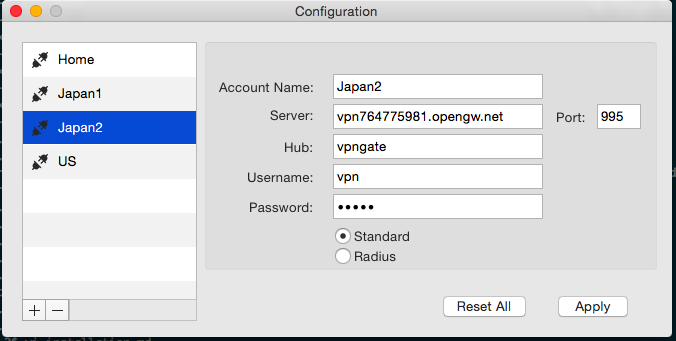 Configuration
Home
Japan1
Japan2
US
Account Name: Japan2
Server: vpn764775981.opengw.net Port: 995
Hub: vpngate
Username: vpn
Password: •••••
Standard
Radius
+ −
Reset All Apply